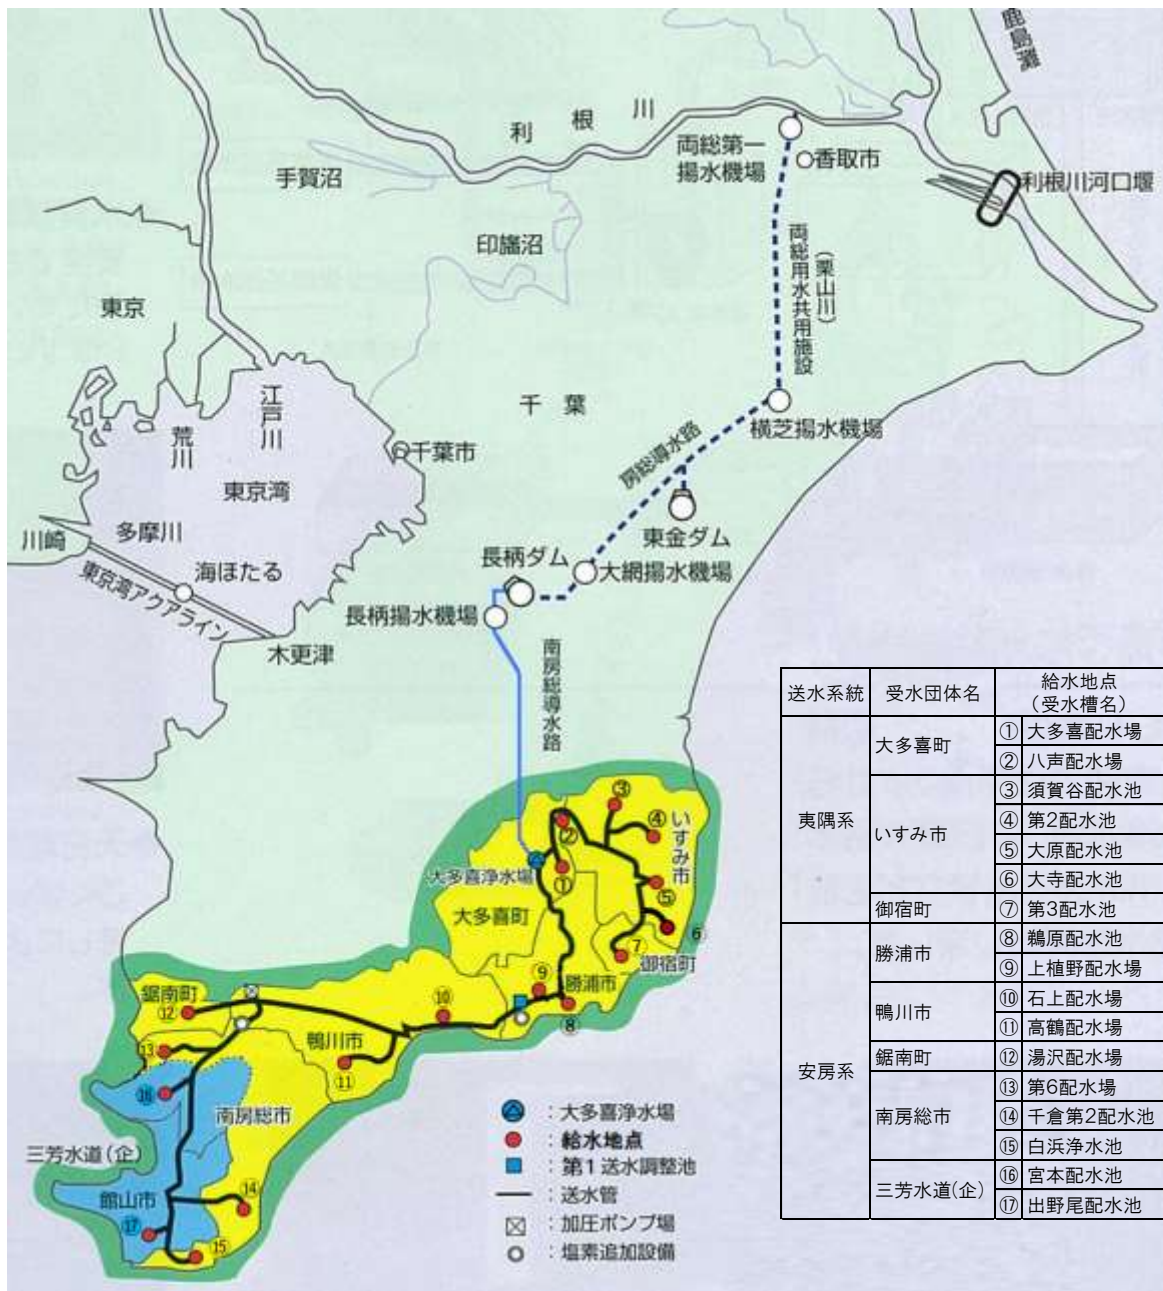 鹿島灘
利根川
両総第一
揚水機場
香取市
手賀沼
利根川河口堰
印旛沼
(栗山川)
両総用水共用施設
東京
江戸川
千葉
荒川
横芝揚水機場
千葉市
房総導水路
東京湾
川崎
多摩川
東金ダム
長柄ダム
海ほたる
大網揚水機場
東京湾アクアライン
長柄揚水機場
木更津
南房総導水路
送水系統 受水団体名 給水地点
(受水槽名)
夷隅系 大多喜町 ① 大多喜配水場
② 八声配水場
いすみ市 ③ 須賀谷配水池
④ 第2配水池
⑤ 大原配水池
⑥ 大寺配水池
御宿町 ⑦ 第3配水池
安房系 勝浦市 ⑧ 鵜原配水池
⑨ 上植野配水場
鴨川市 ⑩ 石上配水場
⑪ 高鶴配水場
鋸南町 ⑫ 湯沢配水場
南房総市 ⑬ 第6配水場
⑭ 千倉第2配水池
⑮ 白浜浄水池
三芳水道(企) ⑯ 宮本配水池
⑰ 出野尾配水池
③
④
いすみ市
②
大多喜浄水場
①
⑤
大多喜町
⑥
⑦
御宿町
⑨
勝浦市
⑧
鋸南町
⑫
⑩
鴨川市
⑬
⑪
⑯
南房総市
三芳水道(企)
館山市
⑭
⑰
⑮
:大多喜浄水場
:給水地点
:第1送水調整池
:送水管
:加圧ポンプ場
:塩素追加設備